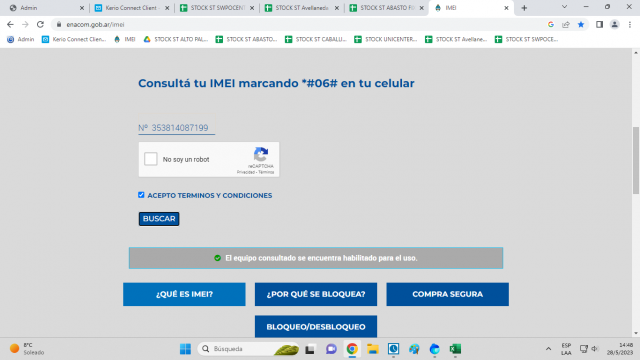 Admin
Kerio Connect Client -
STOCK ST SWPOCENT
STOCK ST Avellaneda
STOCK ST ABASTO F
IMEI
enacom.gob.ar/imei
Admin
Kerio Connect Clien...
IMEI
STOCK ST ALTO PAL...
STOCK ST ABASTO...
STOCK ST CABALLI...
STOCK UNICENTER...
STOCK ST Avellane...
STOCK ST SWPOCE...
Consultá tu IMEI marcando *#06# en tu celular
Nº 353814087199
No soy un robot
reCAPTCHA
Privacidad - Términos
ACEPTO TERMINOS Y CONDICIONES
BUSCAR
El equipo consultado se encuentra habilitado para el uso.
¿QUÉ ES IMEI?
¿POR QUÉ SE BLOQUEA?
COMPRA SEGURA
BLOQUEO/DESBLOQUEO
8°C
Soleado
Búsqueda
ESP
LAA
14:48
28/5/2023